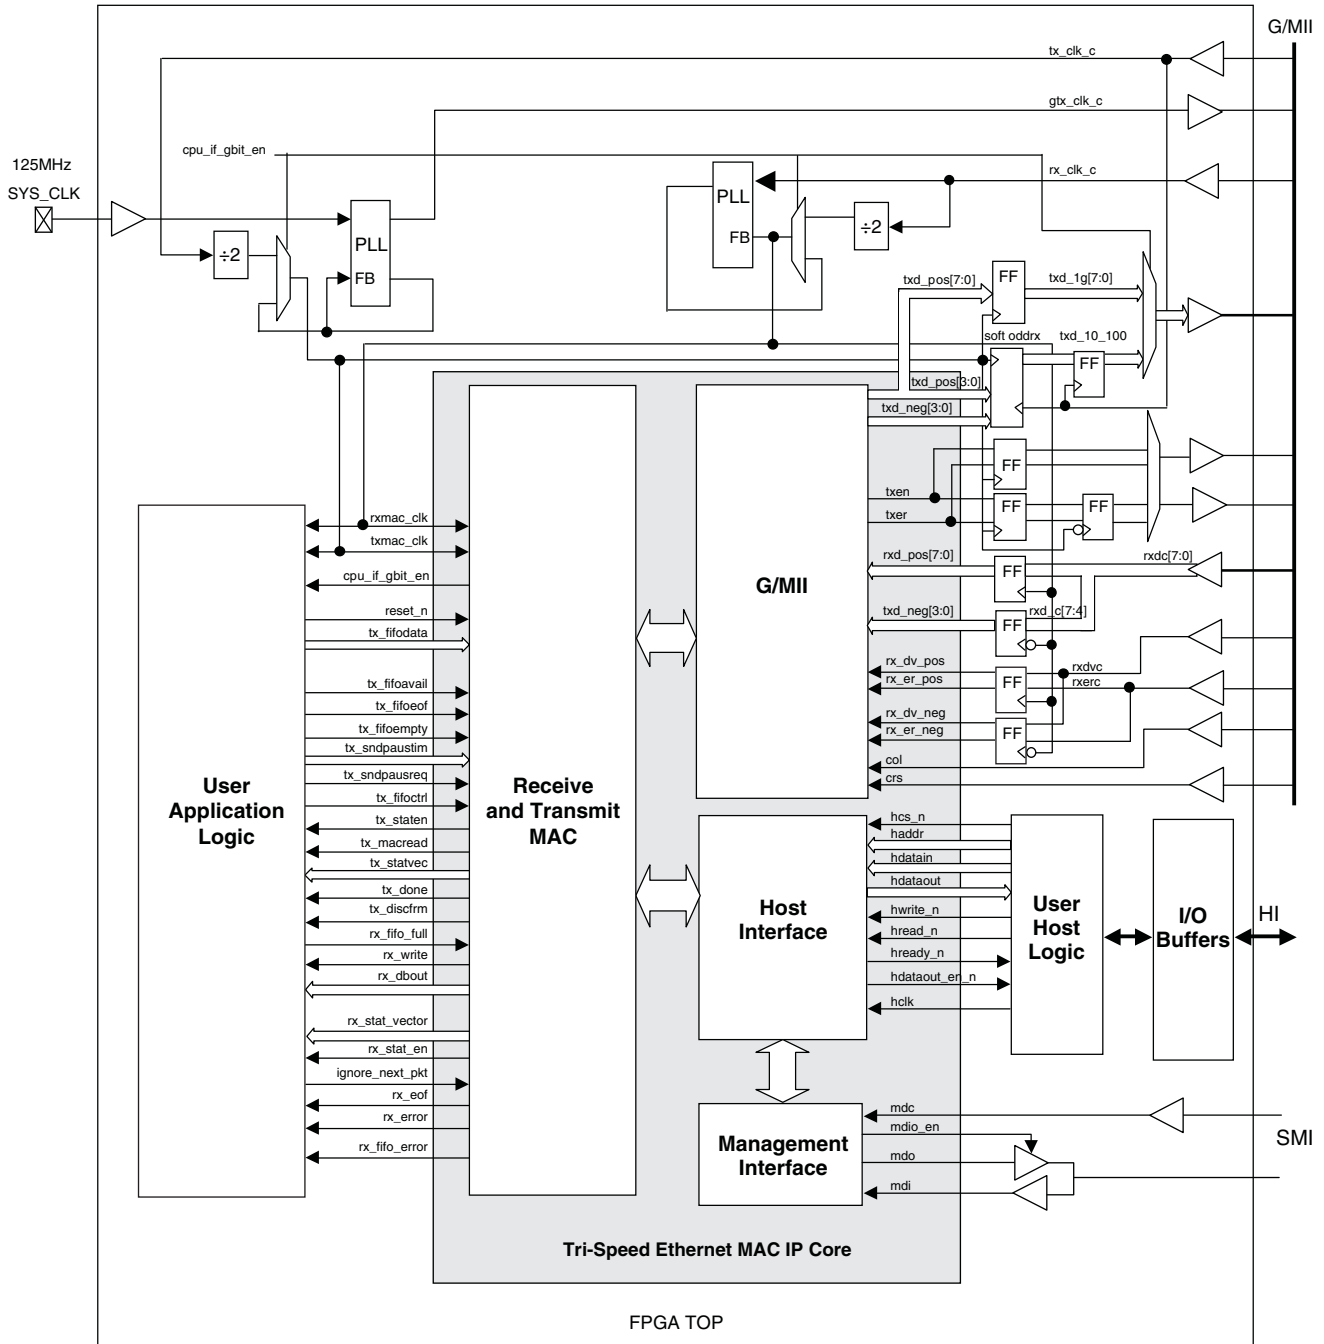 G/MII
tx_clk_c
gtx_clk_c
cpu_if_gbit_en
125MHz
SYS_CLK
rx_clk_c
PLL
FB
÷2
÷2
PLL
FB
txd_pos[7:0]
FF
txd_1g[7:0]
soft oddrx
txd_10_100
FF
txd_pos[3:0]
txd_neg[3:0]
FF
txen
FF
FF
txer
rxmac_clk
txmac_clk
cpu_if_gbit_en
reset_n
tx_fifodata
tx_fifoavail
tx_fifoeof
tx_fifoempty
tx_sndpaustim
tx_sndpausreq
tx_fifoctrl
tx_staten
tx_macread
tx_statvec
tx_done
tx_discfrm
rx_fifo_full
rx_write
rx_dbout
rx_stat_vector
rx_stat_en
ignore_next_pkt
rx_eof
rx_error
rx_fifo_error
User
Application
Logic
Receive
and Transmit
MAC
G/MII
rxd_pos[7:0]
FF
rxdc[7:0]
txd_neg[3:0]
FF
rxd_c[7:4]
rx_dv_pos
rx_er_pos
FF
rxdvc
rxerc
rx_dv_neg
rx_er_neg
FF
col
crs
Host
Interface
hcs_n
haddr
hdatain
hdataout
hwrite_n
hread_n
hready_n
hdataout_en_n
hclk
User
Host
Logic
I/O
Buffers
HI
Management
Interface
mdc
mdio_en
mdo
mdi
SMI
Tri-Speed Ethernet MAC IP Core
FPGA TOP